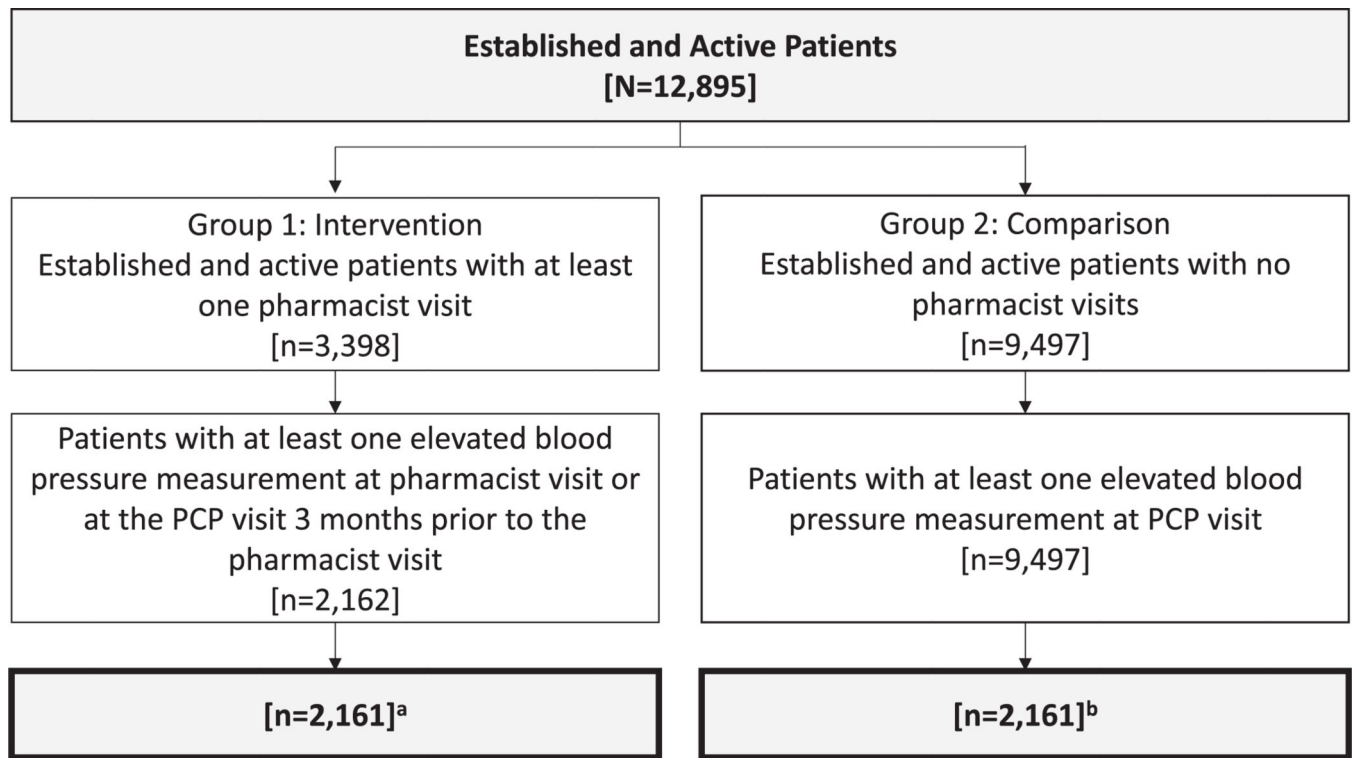 Established and Active Patients
[N=12,895]
Group 1: Intervention
Established and active patients with at least
one pharmacist visit
[n=3,398]
Group 2: Comparison
Established and active patients with no
pharmacist visits
[n=9,497]
Patients with at least one elevated blood
pressure measurement at pharmacist visit or
at the PCP visit 3 months prior to the
pharmacist visit
[n=2,162]
Patients with at least one elevated blood
pressure measurement at PCP visit
[n=9,497]
[n=2,161]ᵃ
[n=2,161]ᵇ